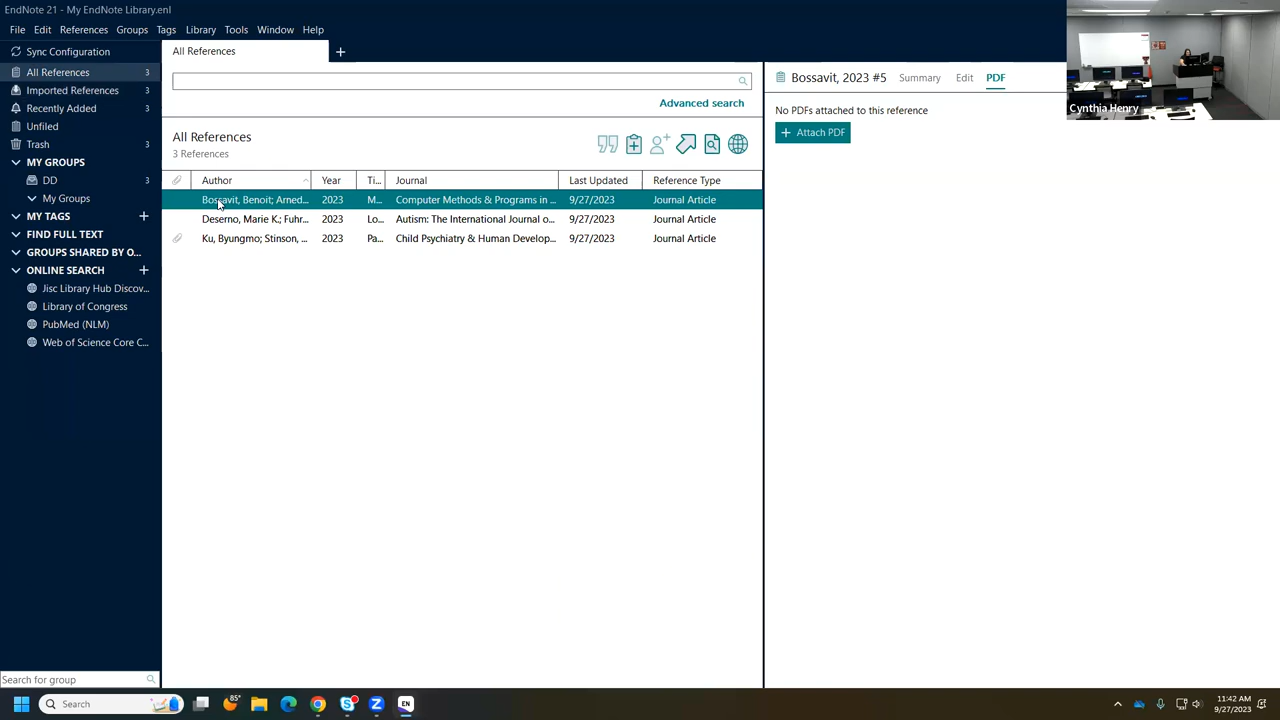 EndNote 21 - My EndNote Library.enl
File Edit References Groups Tags Library Tools Window Help
Sync Configuration
All References 3
Imported References 3
Recently Added 3
Unfiled
Trash 3
MY GROUPS
DD 3
My Groups
MY TAGS
FIND FULL TEXT
GROUPS SHARED BY O...
ONLINE SEARCH
Jisc Library Hub Discov...
Library of Congress
PubMed (NLM)
Web of Science Core C...
Search for group
All References
Advanced search
All References
3 References
Author Year Ti... Journal Last Updated Reference Type
Bossavit, Benoit; Arned... 2023 M... Computer Methods & Programs in ... 9/27/2023 Journal Article
Deserno, Marie K.; Fuhr... 2023 Lo... Autism: The International Journal o... 9/27/2023 Journal Article
Ku, Byungmo; Stinson, ... 2023 Pa... Child Psychiatry & Human Develop... 9/27/2023 Journal Article
Bossavit, 2023 #5 Summary Edit PDF
No PDFs attached to this reference
+ Attach PDF
Cynthia Henry
Search
85°
EN
11:42 AM
9/27/2023